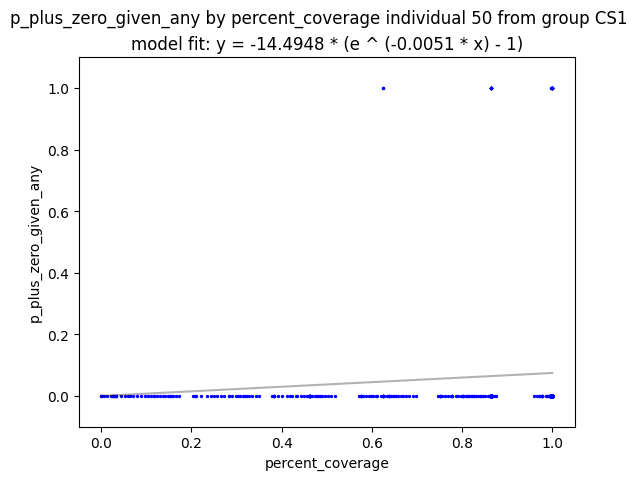 p_plus_zero_given_any by percent_coverage individual 50 from group CS1
model fit: y = -14.4948 * (e ^ (-0.0051 * x) - 1)
1.0
0.8
0.6
0.4
0.2
0.0
p_plus_zero_given_any
0.0 0.2 0.4 0.6 0.8 1.0
percent_coverage